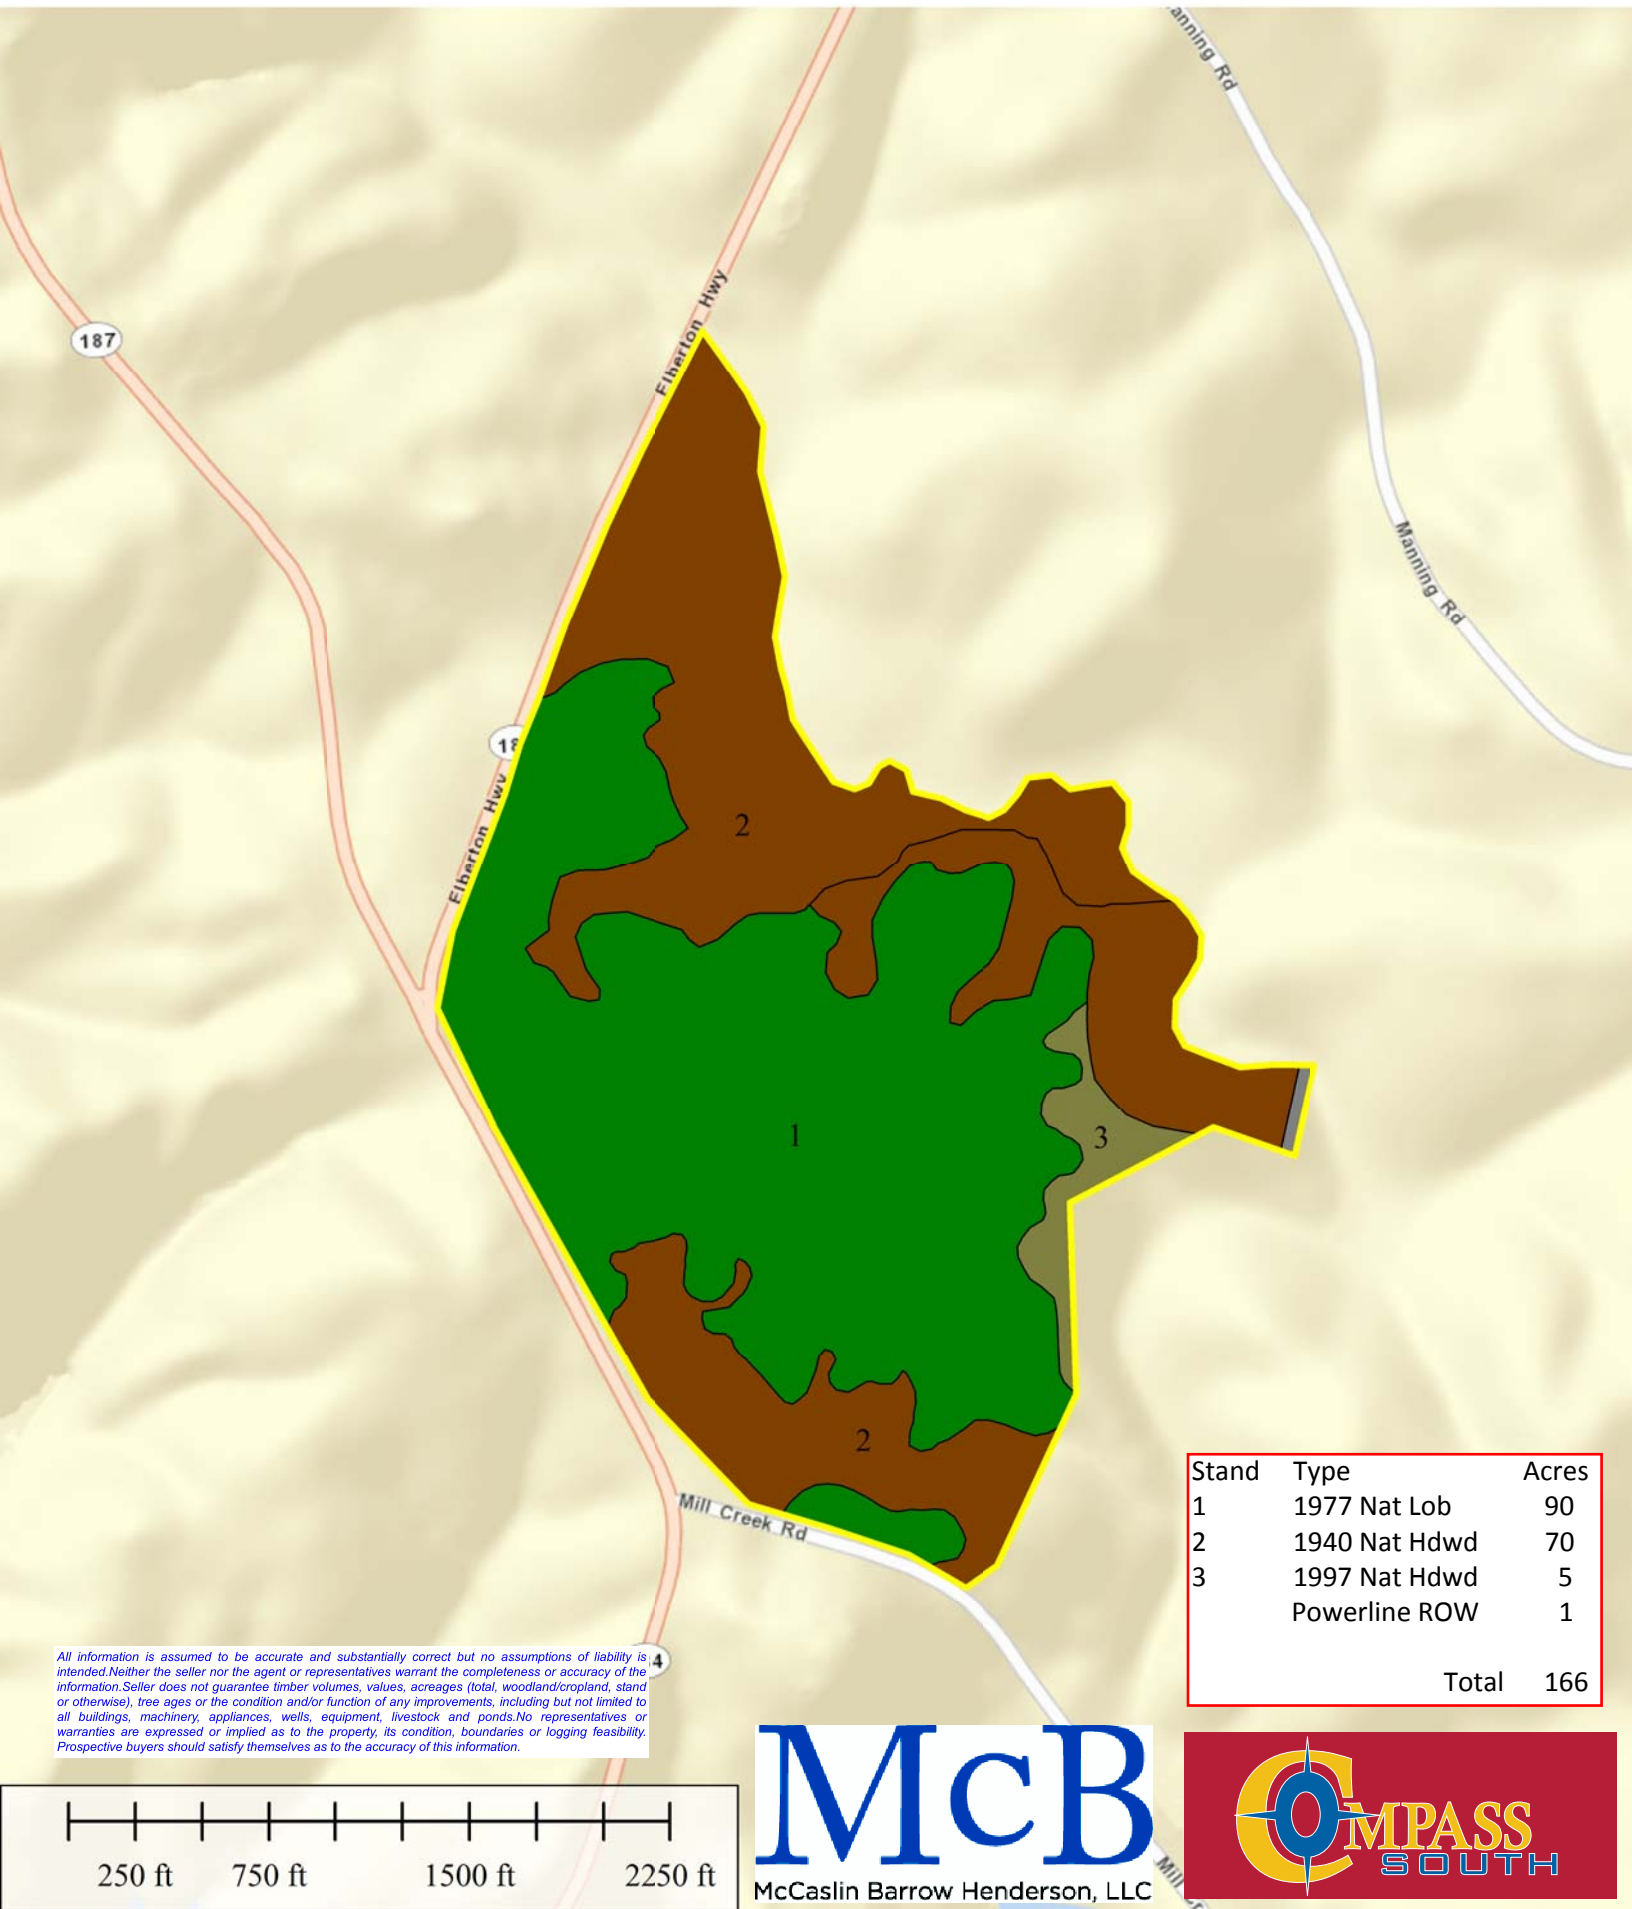 Manning Rd
Elberton Hwy
187
Manning Rd
18
Elberton Hwy
2
1
3
2
Mill Creek Rd
Stand Type Acres
1 1977 Nat Lob 90
2 1940 Nat Hdwd 70
3 1997 Nat Hdwd 5
Powerline ROW 1
Total 166
All information is assumed to be accurate and substantially correct but no assumptions of liability is
intended.Neither the seller nor the agent or representatives warrant the completeness or accuracy of the
information.Seller does not guarantee timber volumes, values, acreages (total, woodland/cropland, stand
or otherwise), tree ages or the condition and/or function of any improvements, including but not limited to
all buildings, machinery, appliances, wells, equipment, livestock and ponds.No representatives or
warranties are expressed or implied as to the property, its condition, boundaries or logging feasibility.
Prospective buyers should satisfy themselves as to the accuracy of this information.
4
250 ft 750 ft 1500 ft 2250 ft
McB
McCaslin Barrow Henderson, LLC
COMPASS
SOUTH
Mill